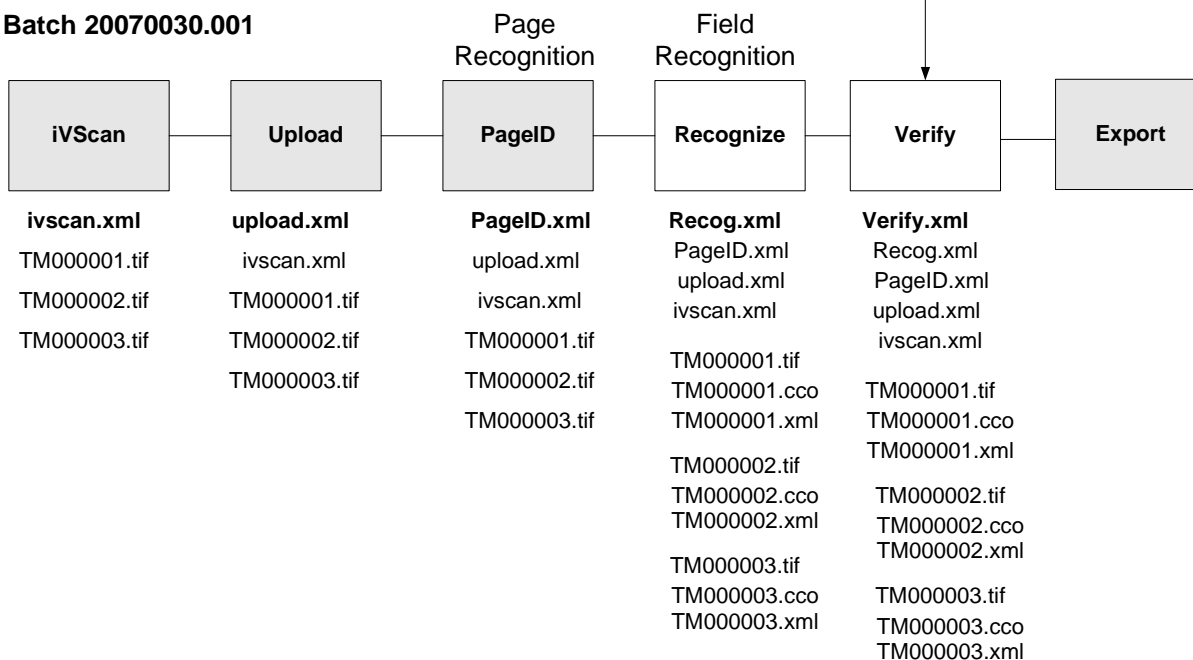 Batch 20070030.001
Page
Recognition
Field
Recognition
iVScan
Upload
PageID
Recognize
Verify
Export
ivscan.xml
TM000001.tif
TM000002.tif
TM000003.tif
upload.xml
ivscan.xml
TM000001.tif
TM000002.tif
TM000003.tif
PageID.xml
upload.xml
ivscan.xml
TM000001.tif
TM000002.tif
TM000003.tif
Recog.xml
PageID.xml
upload.xml
ivscan.xml
TM000001.tif
TM000001.cco
TM000001.xml
TM000002.tif
TM000002.cco
TM000002.xml
TM000003.tif
TM000003.cco
TM000003.xml
Verify.xml
Recog.xml
PageID.xml
upload.xml
ivscan.xml
TM000001.tif
TM000001.cco
TM000001.xml
TM000002.tif
TM000002.cco
TM000002.xml
TM000003.tif
TM000003.cco
TM000003.xml